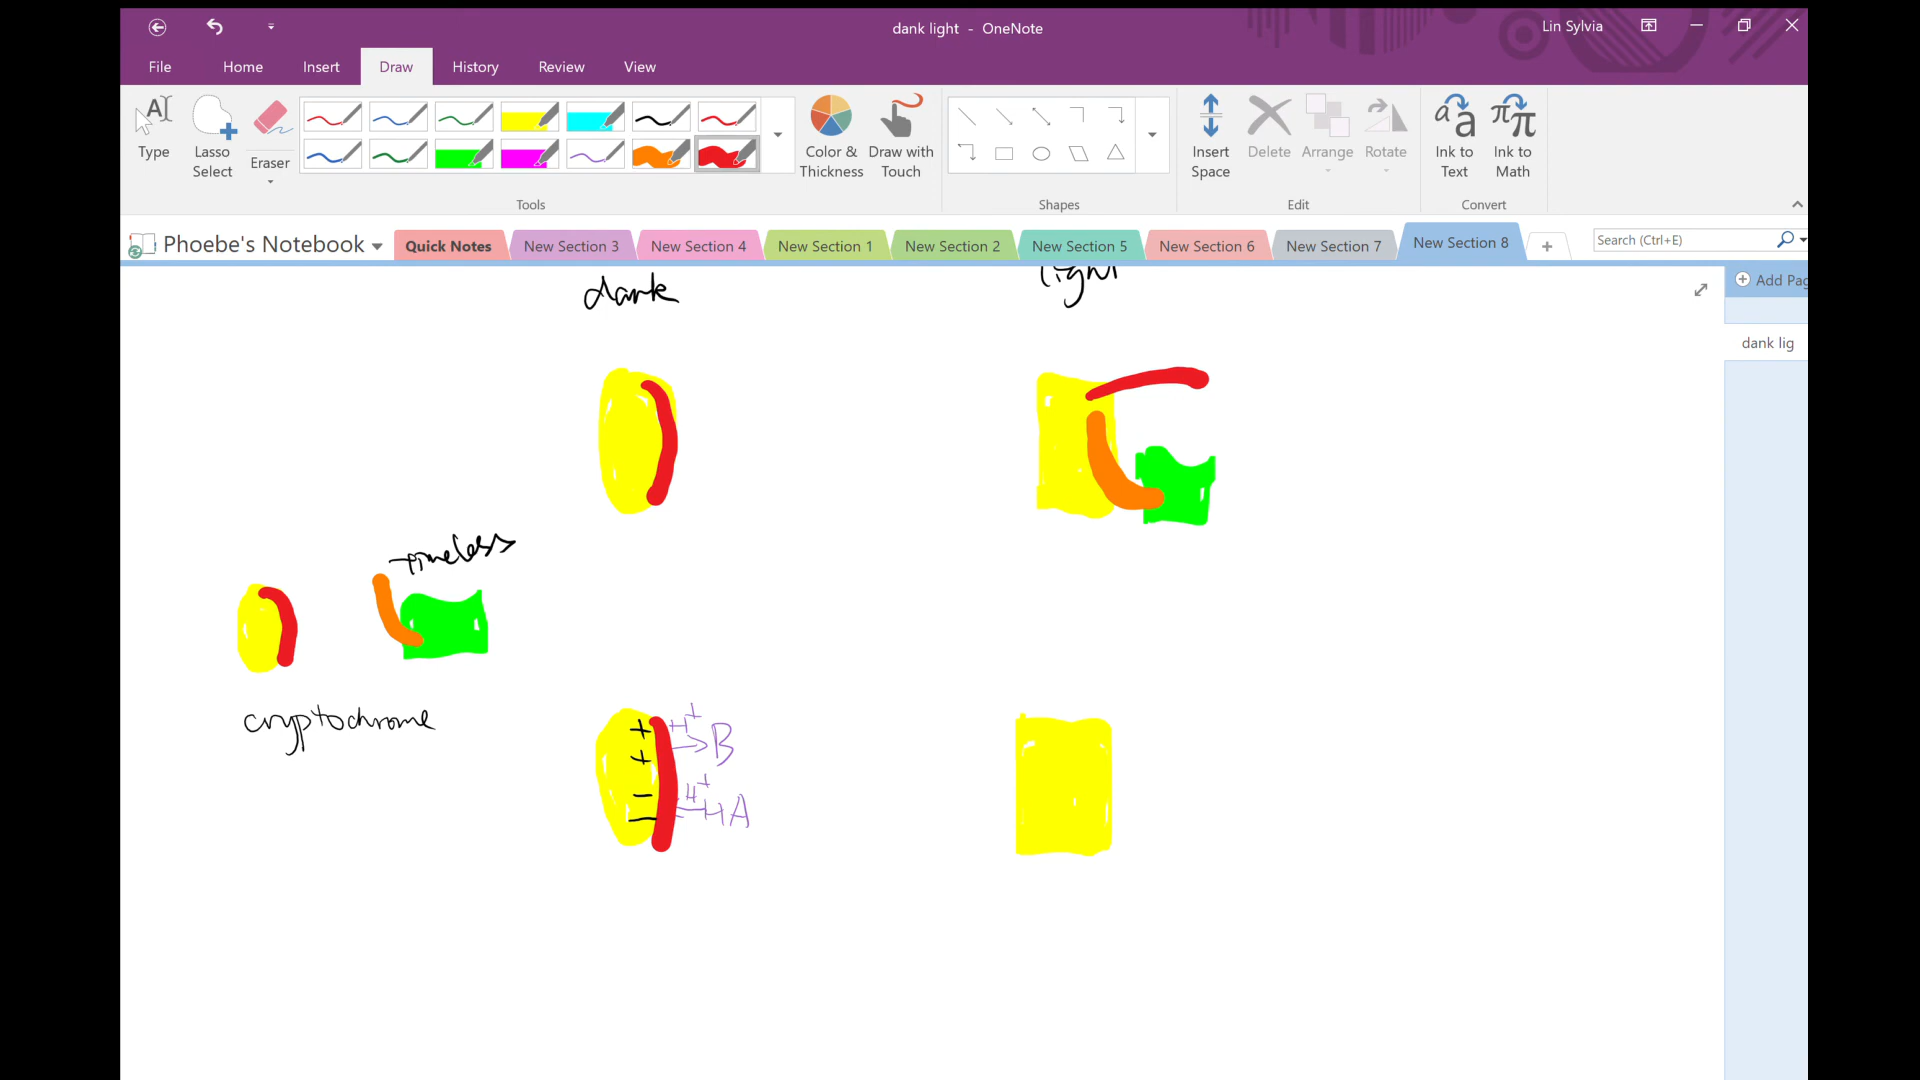 dank light - OneNote
Lin Sylvia
File
Home
Insert
Draw
History
Review
View
Type
Lasso
Select
Eraser
Color &
Thickness
Draw with
Touch
Insert
Space
Delete
Arrange
Rotate
Ink to
Text
Ink to
Math
Tools
Shapes
Edit
Convert
Phoebe's Notebook
Quick Notes
New Section 3
New Section 4
New Section 1
New Section 2
New Section 5
New Section 6
New Section 7
New Section 8
Search (Ctrl+E)
Add Pag
dank lig
dark
light
timeless
cryptochrome
+
+
−
−
H+
B
H+
HA